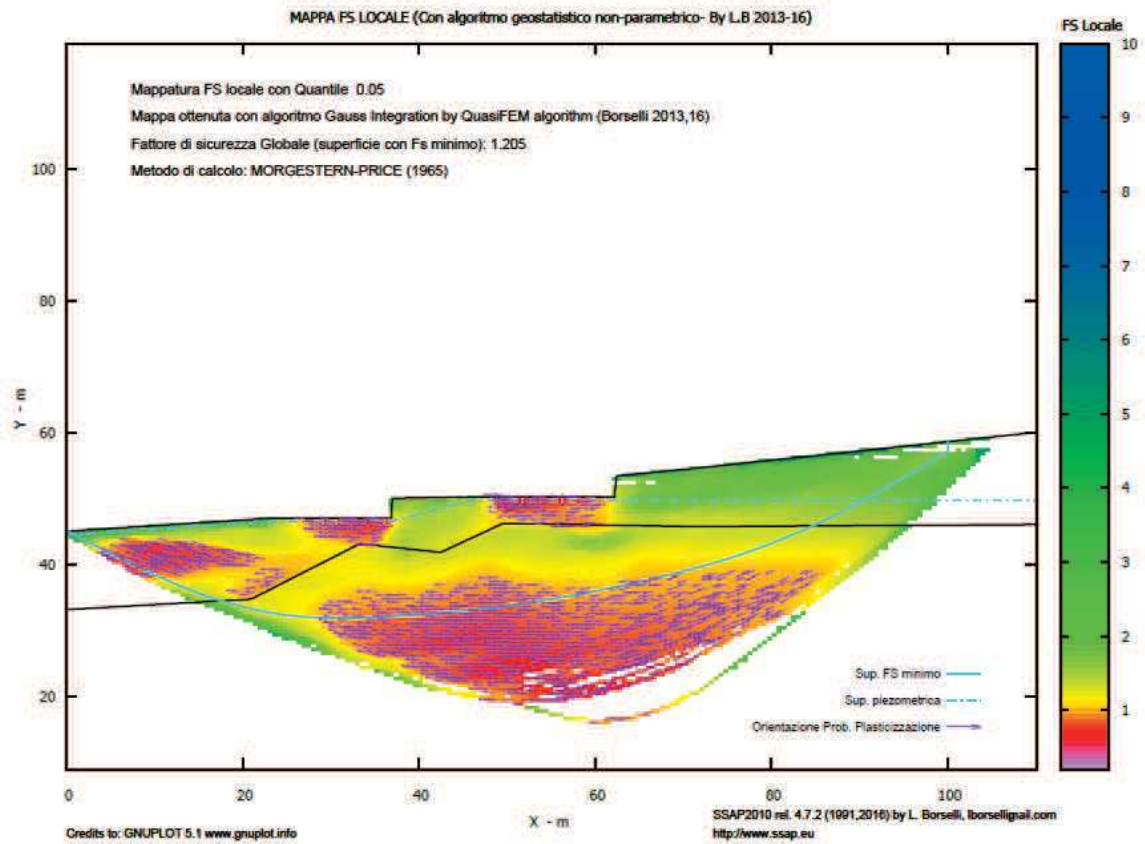 MAPPA FS LOCALE (Con algoritmo geostatistico non-parametrico- By L.B 2013-16)
FS Locale
Mappatura FS locale con Quantile 0.05
Mappa ottenuta con algoritmo Gauss Integration by QuasiFEM algorithm (Borselli 2013,16)
Fattore di sicurezza Globale (superficie con Fs minimo): 1.205
Metodo di calcolo: MORGESTERN-PRICE (1965)
10
9
8
7
6
5
4
3
2
1
100
80
60
40
20
Y - m
Sup. FS minimo
Sup. piezometrica
Orientazione Prob. Plasticizzazione
0
20
40
60
80
100
X - m
Credits to: GNUPLOT 5.1 www.gnuplot.info
SSAP2010 rel. 4.7.2 (1991,2016) by L. Borselli, lborsellignail.com
http://www.ssap.eu